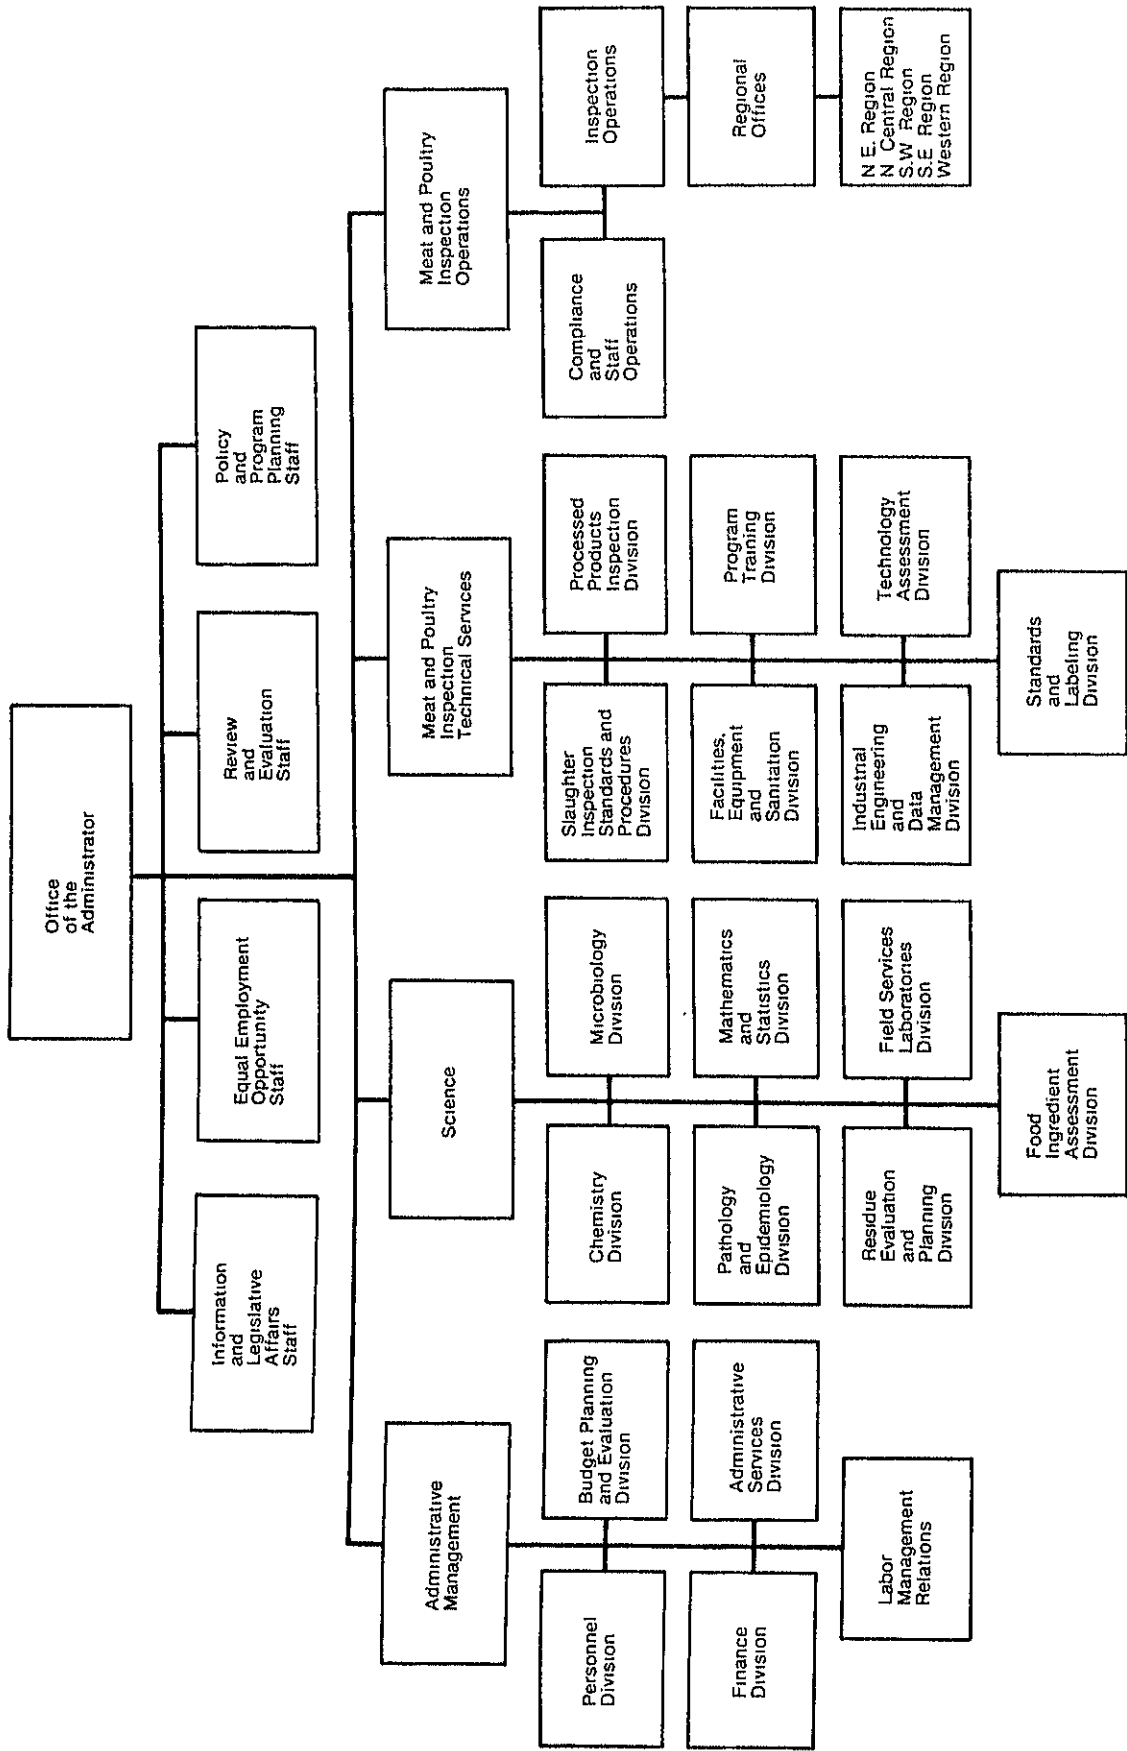 Office
of the
Administrator
Information
and
Legislative
Affairs
Staff
Equal Employment
Opportunity
Staff
Review
and
Evaluation
Staff
Policy
and
Program
Planning
Staff
Administrative
Management
Science
Meat and Poultry
Inspection
Technical Services
Meat and Poultry
Inspection
Operations
Personnel
Division
Budget Planning
and Evaluation
Division
Chemistry
Division
Microbiology
Division
Slaughter
Inspection
Standards and
Procedures
Division
Processed
Products
Inspection
Division
Compliance
and
Staff
Operations
Inspection
Operations
Finance
Division
Administrative
Services
Division
Pathology
and
Epidemiology
Division
Mathematics
and
Statistics
Division
Facilities,
Equipment
and
Sanitation
Division
Program
Training
Division
Regional
Offices
Labor
Management
Relations
Residue
Evaluation
and
Planning
Division
Field Services
Laboratories
Division
Industrial
Engineering
and
Data
Management
Division
Technology
Assessment
Division
N E. Region
N Central Region
S.W Region
S.E Region
Western Region
Food
Ingredient
Assessment
Division
Standards
and
Labeling
Division